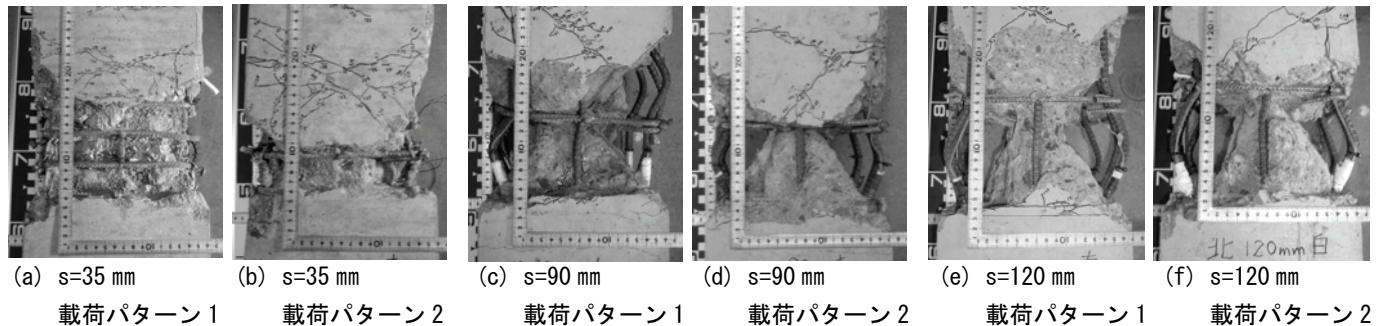 北 120mm 白
(a) s=35 mm
載荷パターン 1
(b) s=35 mm
載荷パターン 2
(c) s=90 mm
載荷パターン 1
(d) s=90 mm
載荷パターン 2
(e) s=120 mm
載荷パターン 1
(f) s=120 mm
載荷パターン 2